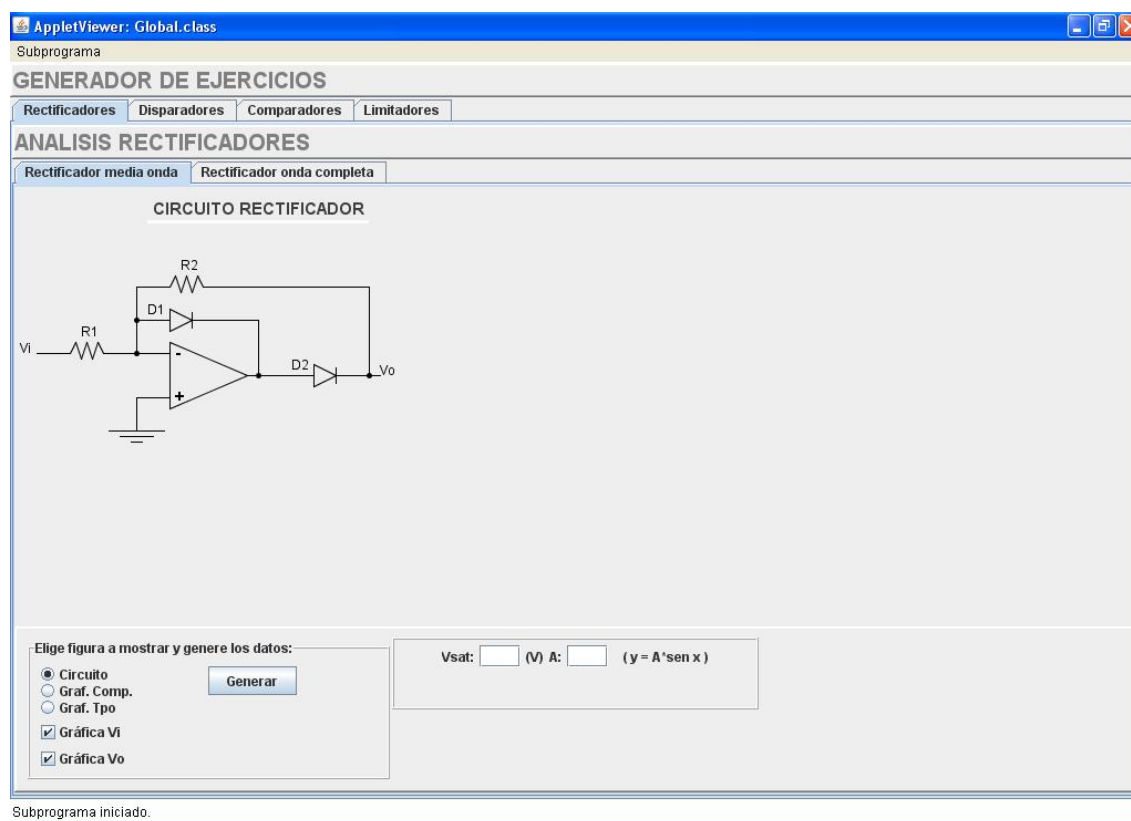 AppletViewer: Global.class
Subprograma
GENERADOR DE EJERCICIOS
Rectificadores Disparadores Comparadores Limitadores
ANALISIS RECTIFICADORES
Rectificador media onda Rectificador onda completa
CIRCUITO RECTIFICADOR
R2
D1
R1
Vi
-
D2
Vo
+
Elige figura a mostrar y genere los datos:
Circuito
Graf. Comp.
Graf. Tpo
Generar
Gráfica Vi
Gráfica Vo
Vsat: (V) A: ( y = A*sen x )
Subprograma iniciado.